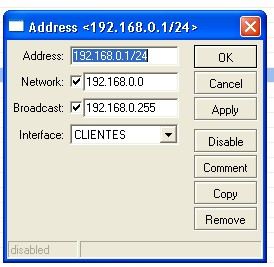 Address <192.168.0.1/24>
Address: 192.168.0.1/24
OK
Network: 192.168.0.0
Cancel
Broadcast: 192.168.0.255
Apply
Interface: CLIENTES
Disable
Comment
Copy
Remove
disabled